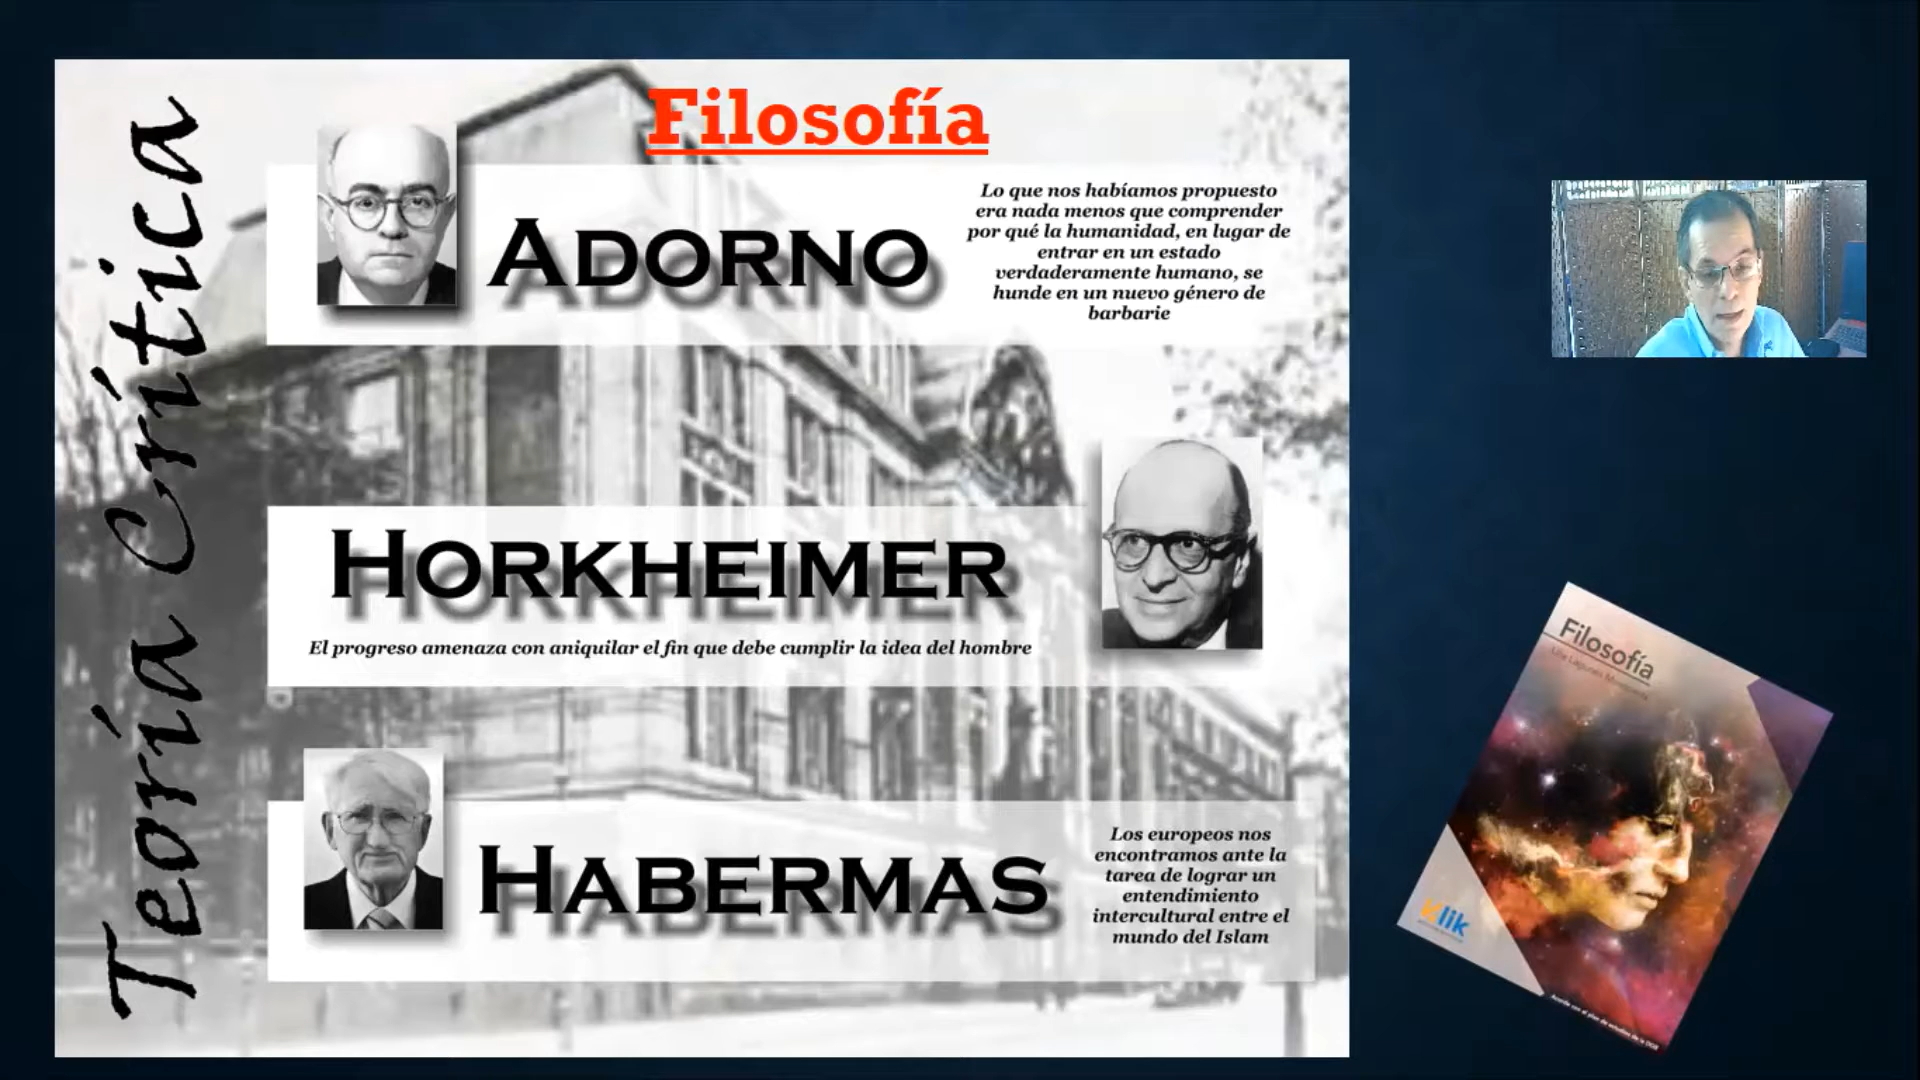 Filosofía
Teoría Crítica
ADORNO
Lo que nos habíamos propuesto
era nada menos que comprender
por qué la humanidad, en lugar de
entrar en un estado
verdaderamente humano, se
hunde en un nuevo género de
barbarie
HORKHEIMER
El progreso amenaza con aniquilar el fin que debe cumplir la idea del hombre
HABERMAS
Los europeos nos
encontramos ante la
tarea de lograr un
entendimiento
intercultural entre el
mundo del Islam
Filosofía
Klik